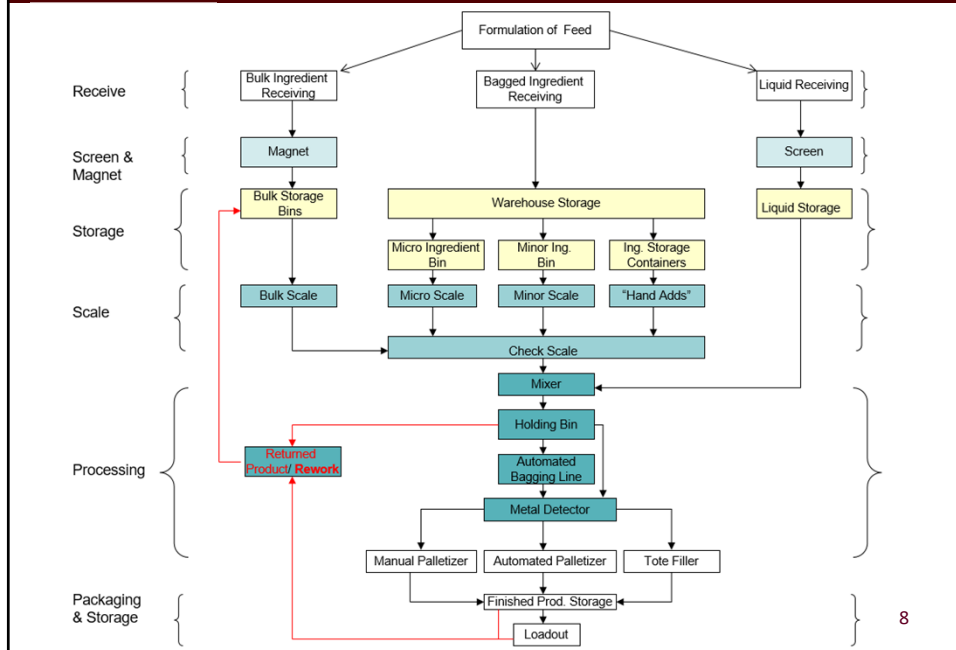 Formulation of Feed
Receive
Bulk Ingredient
Receiving
Bagged Ingredient
Receiving
Liquid Receiving
Screen &
Magnet
Magnet
Screen
Storage
Bulk Storage
Bins
Warehouse Storage
Liquid Storage
Micro Ingredient
Bin
Minor Ing.
Bin
Ing. Storage
Containers
Scale
Bulk Scale
Micro Scale
Minor Scale
“Hand Adds”
Check Scale
Mixer
Holding Bin
Processing
Returned
Product/ Rework
Automated
Bagging Line
Metal Detector
Manual Palletizer
Automated Palletizer
Tote Filler
Packaging
& Storage
Finished Prod. Storage
Loadout
8